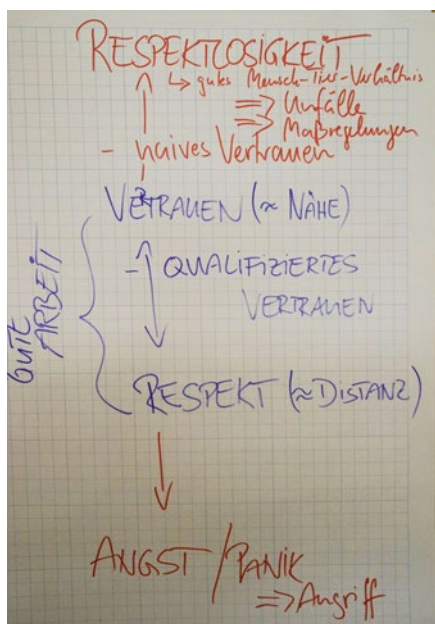 RESPEKTLOSIGKEIT
↳ gutes Mensch-Tier-Verhältnis
⇒ Unfälle
⇒ Maßregelungen
- naives Vertrauen
VETRAUEN (≈ NÄHE)
- QUALIFIZIERTES
VERTRAUEN
GUTE
ARBEIT
RESPEKT (≈ DISTANZ)
ANGST / PANIK
⇒ Angriff